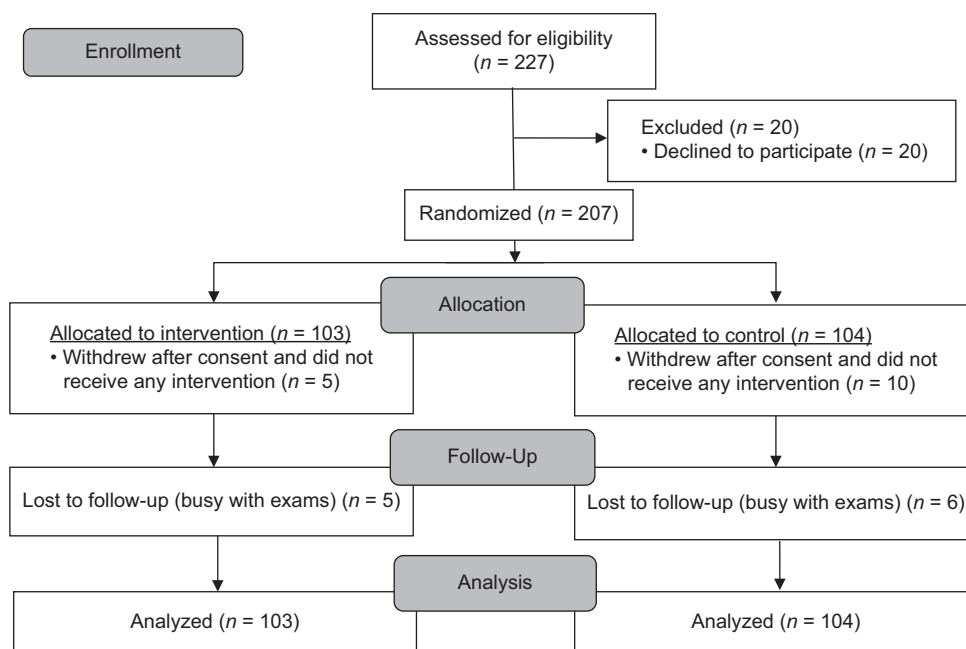 Enrollment
Assessed for eligibility
(n = 227)
Excluded (n = 20)
• Declined to participate (n = 20)
Randomized (n = 207)
Allocation
Allocated to intervention (n = 103)
• Withdrew after consent and did not
receive any intervention (n = 5)
Allocated to control (n = 104)
• Withdrew after consent and did not
receive any intervention (n = 10)
Follow-Up
Lost to follow-up (busy with exams) (n = 5)
Lost to follow-up (busy with exams) (n = 6)
Analysis
Analyzed (n = 103)
Analyzed (n = 104)